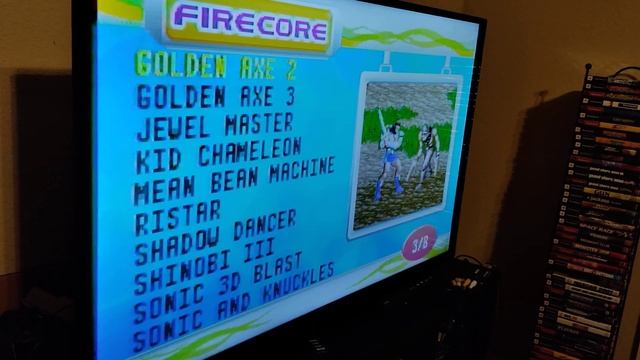 FIRECORE
GOLDEN AXE 2
GOLDEN AXE 3
JEWEL MASTER
KID CHAMELEON
MEAN BEAN MACHINE
RISTAR
SHADOW DANCER
SHINOBI III
SONIC 3D BLAST
SONIC AND KNUCKLES
3/8